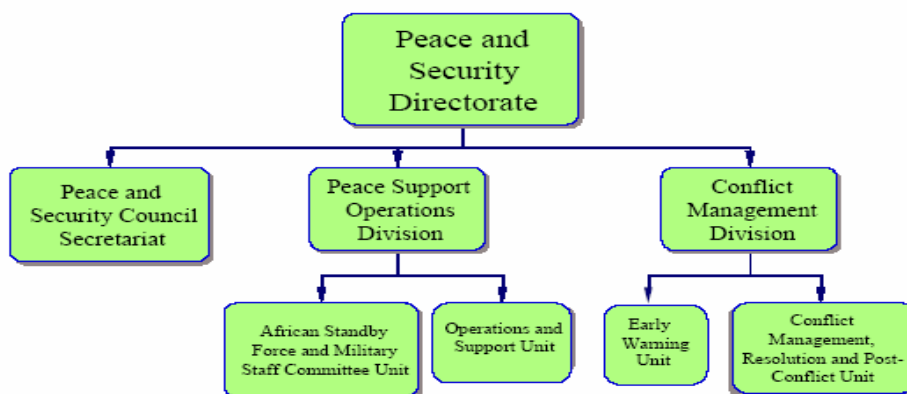 Peace and
Security
Directorate
Peace and
Security Council
Secretariat
Peace Support
Operations
Division
Conflict
Management
Division
African Standby
Force and Military
Staff Committee Unit
Operations and
Support Unit
Early
Warning
Unit
Conflict
Management,
Resolution and Post-
Conflict Unit